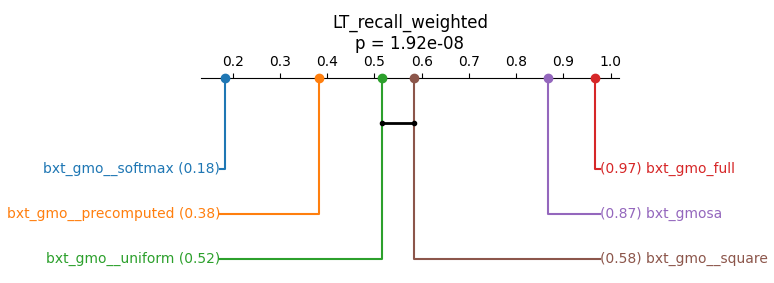 LT_recall_weighted
p = 1.92e-08
0.2 0.3 0.4 0.5 0.6 0.7 0.8 0.9 1.0
bxt_gmo__softmax (0.18) (0.97) bxt_gmo_full
bxt_gmo__precomputed (0.38) (0.87) bxt_gmosa
bxt_gmo__uniform (0.52) (0.58) bxt_gmo__square